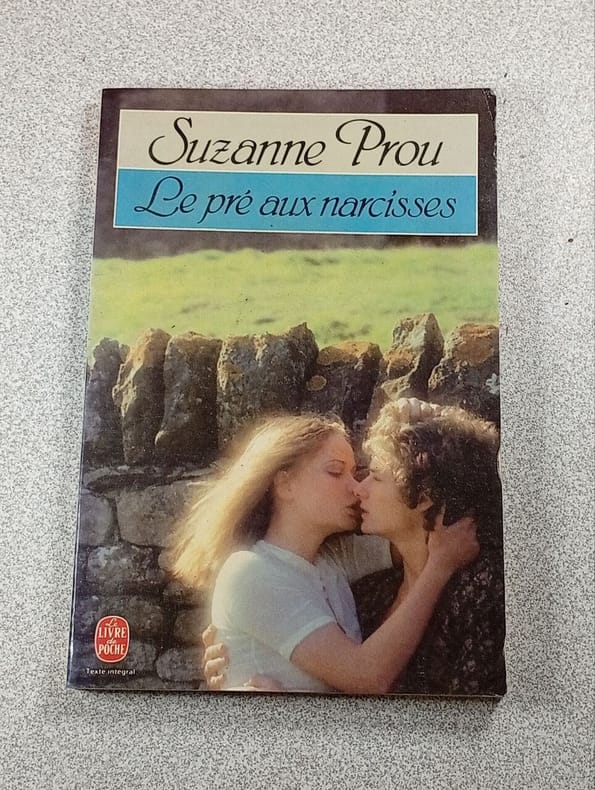 Suzanne Prou
Le pré aux narcisses
Le
LIVRE
de
POCHE
Texte intégral